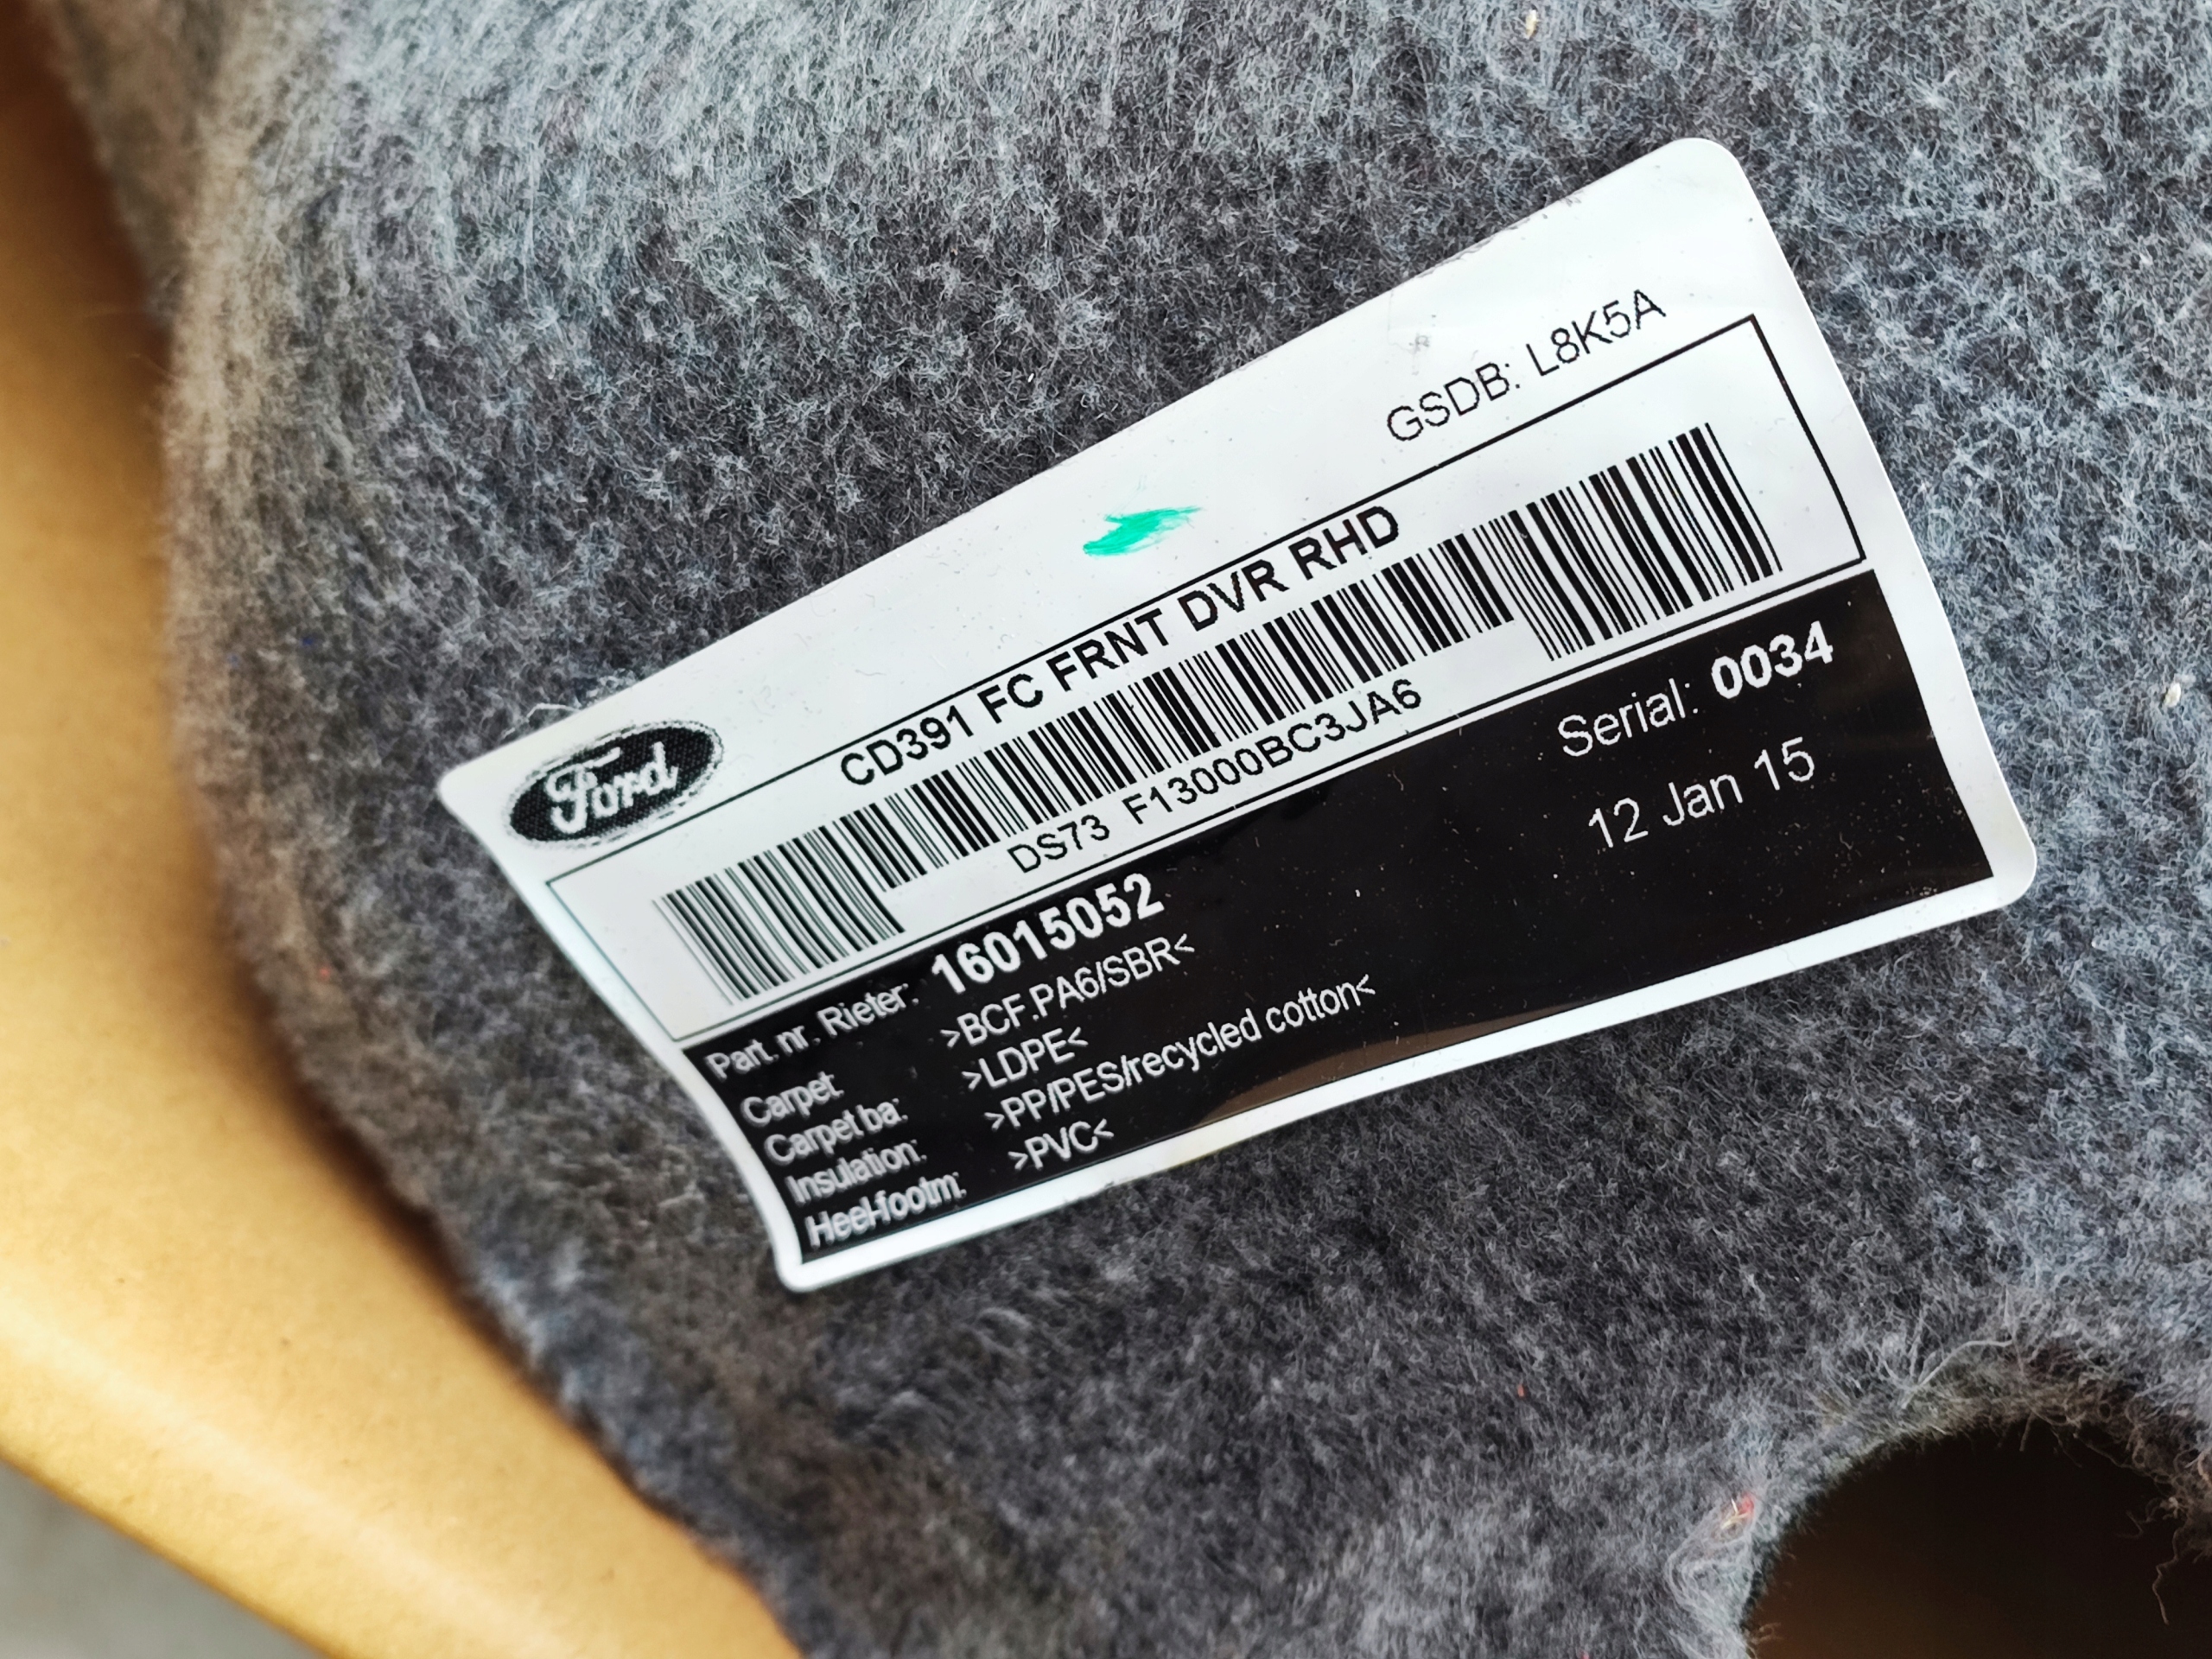 GSDB: L8K5A
Ford
CD391 FC FRNT DVR RHD
DS73 F13000BC3JA6
Part. nr. Rieter: 16015052
Serial: 0034
Carpet: >BCF.PA6/SBR<
12 Jan 15
Carpet ba: >LDPE<
Insulation: >PP/PES/recycled cotton<
Heel-footm: >PVC<